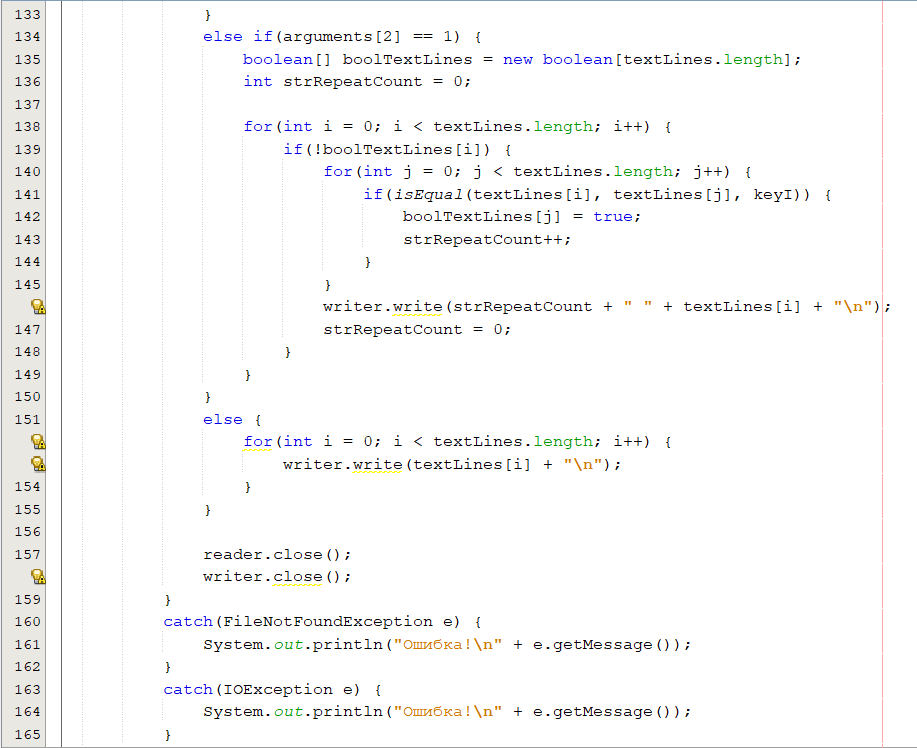 133 }
134 else if(arguments[2] == 1) {
135 boolean[] boolTextLines = new boolean[textLines.length];
136 int strRepeatCount = 0;
137
138 for(int i = 0; i < textLines.length; i++) {
139 if(!boolTextLines[i]) {
140 for(int j = 0; j < textLines.length; j++) {
141 if(isEqual(textLines[i], textLines[j], keyI)) {
142 boolTextLines[j] = true;
143 strRepeatCount++;
144 }
145 }
writer.write(strRepeatCount + " " + textLines[i] + "\n");
147 strRepeatCount = 0;
148 }
149 }
150 }
151 else {
for(int i = 0; i < textLines.length; i++) {
writer.write(textLines[i] + "\n");
154 }
155 }
156
157 reader.close();
writer.close();
159 }
160 catch(FileNotFoundException e) {
161 System.out.println("Ошибка!\n" + e.getMessage());
162 }
163 catch(IOException e) {
164 System.out.println("Ошибка!\n" + e.getMessage());
165 }